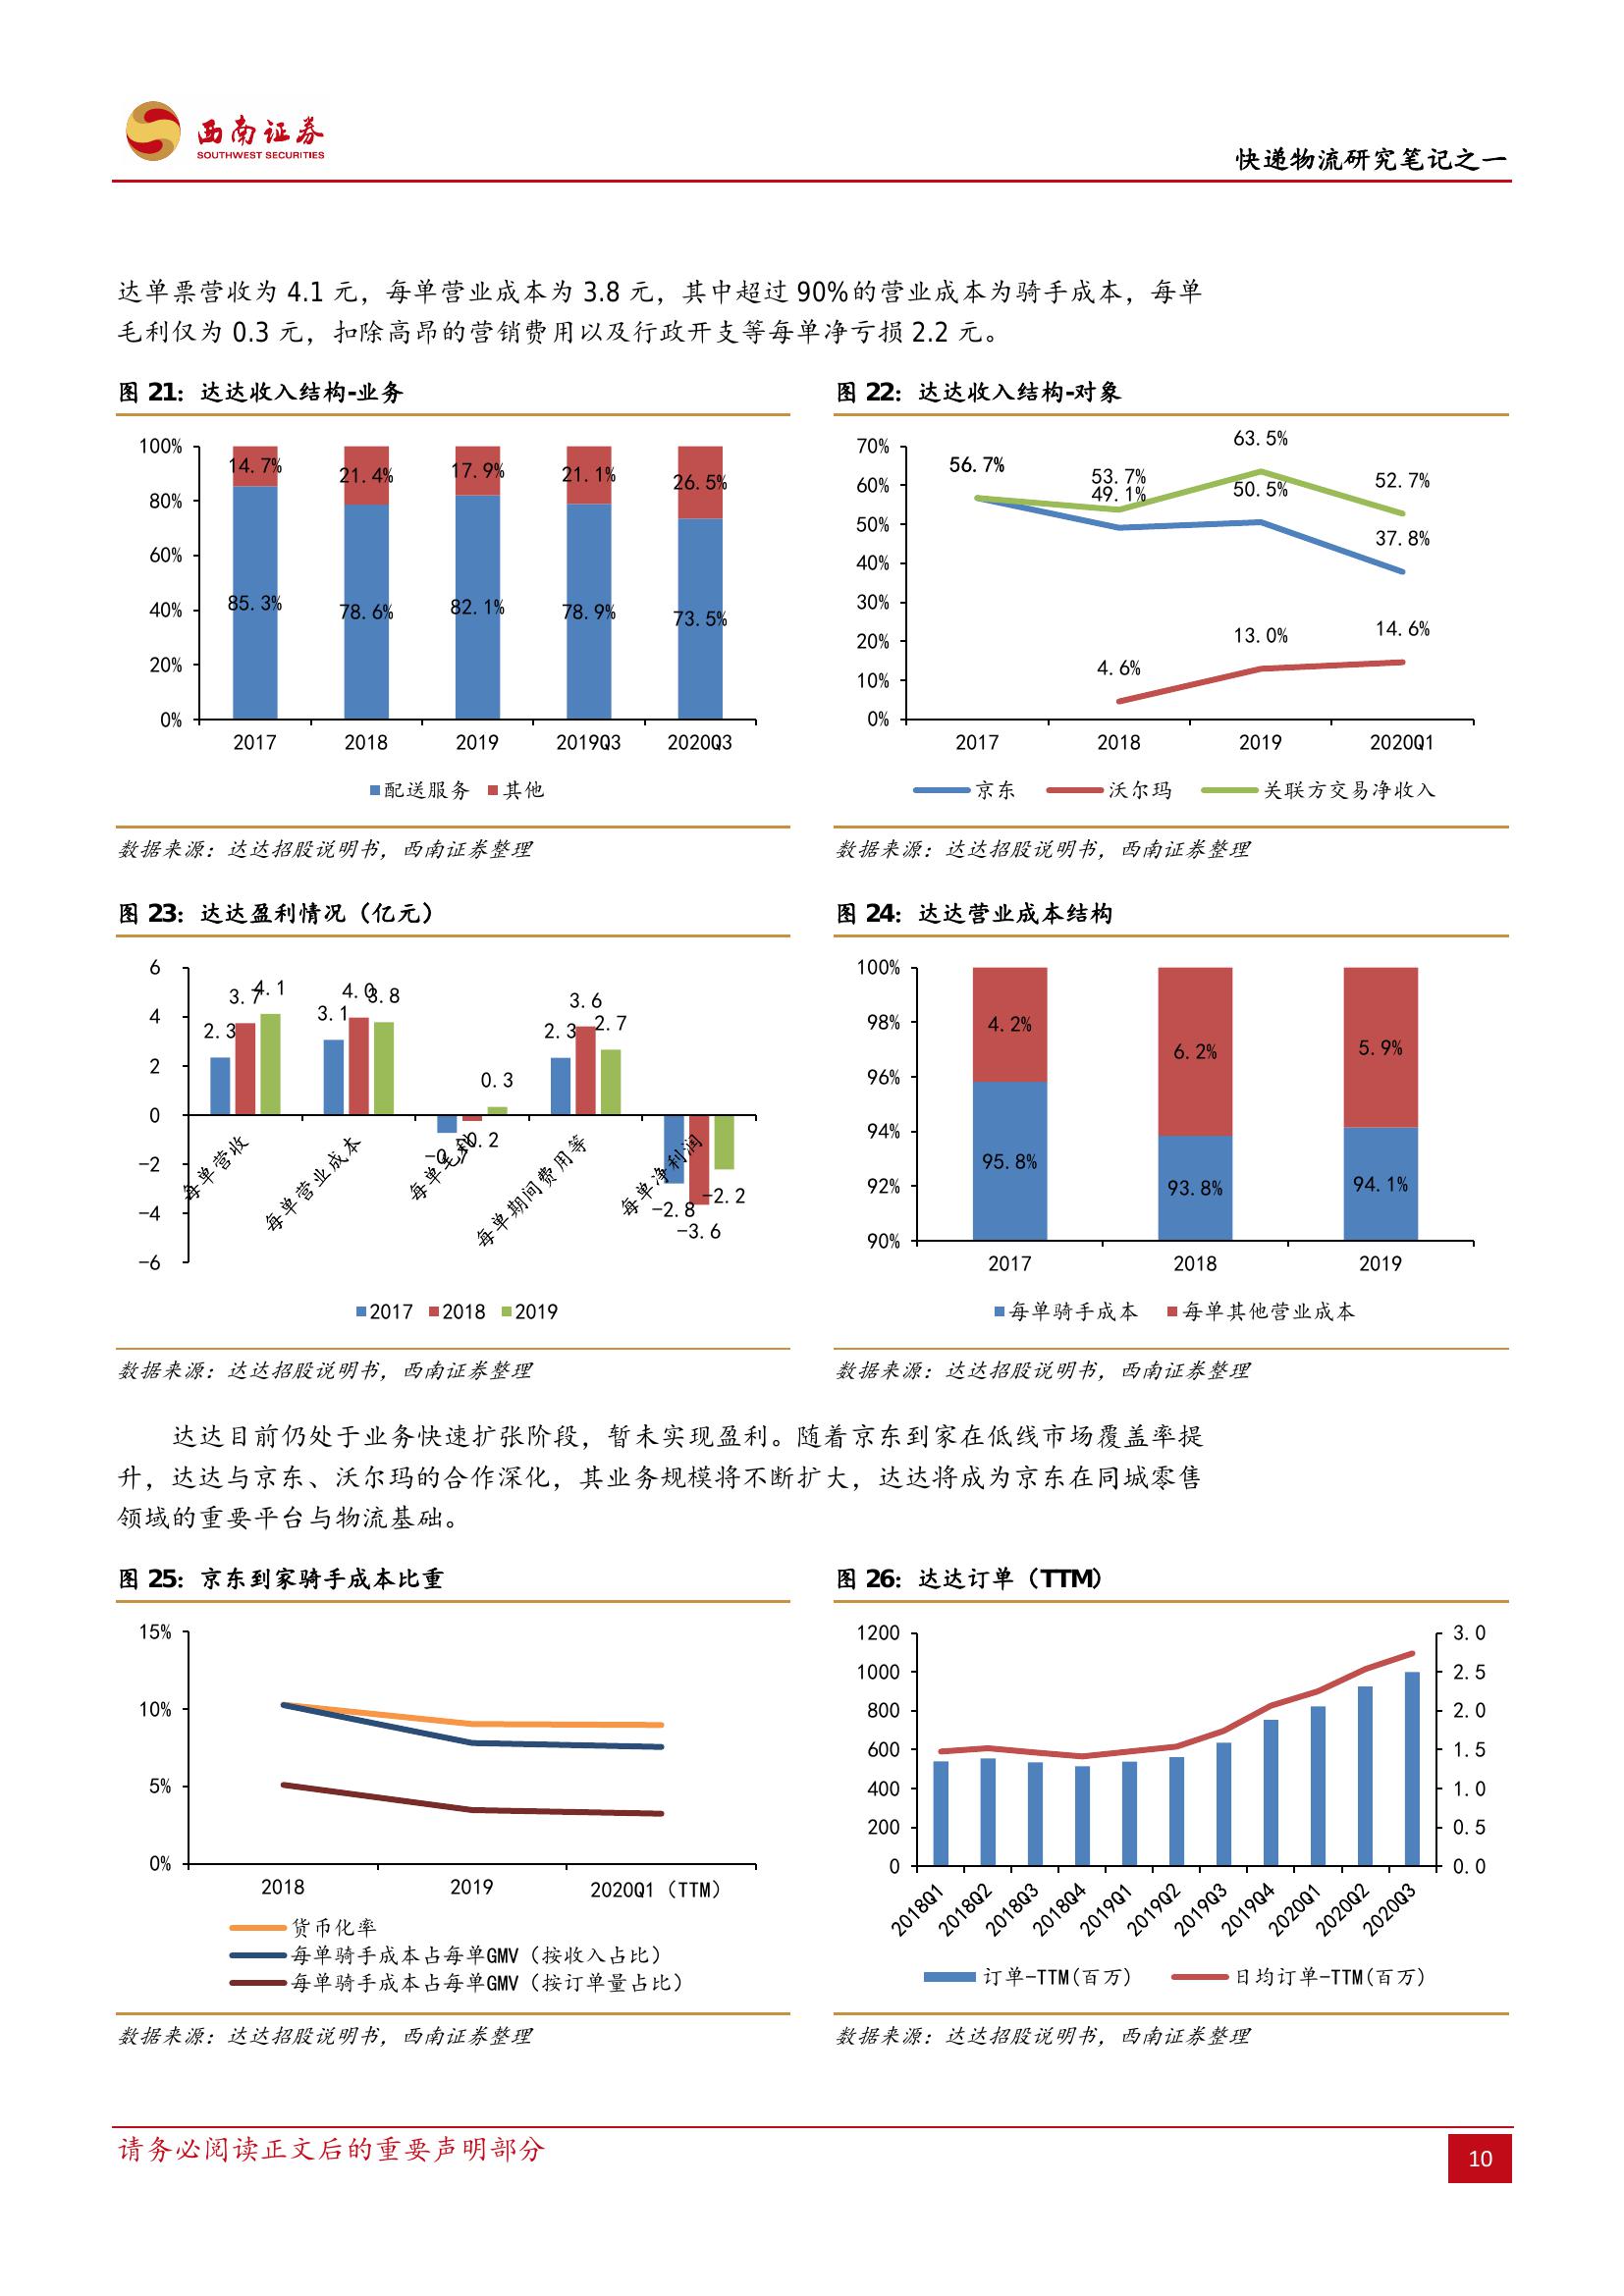 西南证券
SOUTHWEST SECURITIES
快递物流研究笔记之一
达单票营收为 4.1 元，每单营业成本为 3.8 元，其中超过 90%的营业成本为骑手成本，每单
毛利仅为 0.3 元，扣除高昂的营销费用以及行政开支等每单净亏损 2.2 元。
图 21：达达收入结构-业务
100%
80%
60%
40%
20%
0%
14.7%
21.4%
17.9%
21.1%
26.5%
85.3%
78.6%
82.1%
78.9%
73.5%
2017
2018
2019
2019Q3
2020Q3
配送服务
其他
数据来源：达达招股说明书，西南证券整理
图 22：达达收入结构-对象
70%
60%
50%
40%
30%
20%
10%
0%
56.7%
53.7%
49.1%
63.5%
50.5%
52.7%
37.8%
4.6%
13.0%
14.6%
2017
2018
2019
2020Q1
京东
沃尔玛
关联方交易净收入
数据来源：达达招股说明书，西南证券整理
图 23：达达盈利情况（亿元）
6
4
2
0
-2
-4
-6
2.3
3.7
4.1
3.1
4.0
3.8
-0.7
-0.2
0.3
2.3
3.6
2.7
-2.8
-3.6
-2.2
每单营收
每单营业成本
每单毛利
每单期间费用等
每单净利润
2017
2018
2019
数据来源：达达招股说明书，西南证券整理
图 24：达达营业成本结构
100%
98%
96%
94%
92%
90%
4.2%
6.2%
5.9%
95.8%
93.8%
94.1%
2017
2018
2019
每单骑手成本
每单其他营业成本
数据来源：达达招股说明书，西南证券整理
达达目前仍处于业务快速扩张阶段，暂未实现盈利。随着京东到家在低线市场覆盖率提
升，达达与京东、沃尔玛的合作深化，其业务规模将不断扩大，达达将成为京东在同城零售
领域的重要平台与物流基础。
图 25：京东到家骑手成本比重
15%
10%
5%
0%
2018
2019
2020Q1（TTM）
货币化率
每单骑手成本占每单GMV（按收入占比）
每单骑手成本占每单GMV（按订单量占比）
数据来源：达达招股说明书，西南证券整理
图 26：达达订单（TTM）
1200
1000
800
600
400
200
0
3.0
2.5
2.0
1.5
1.0
0.5
0.0
2018Q1
2018Q2
2018Q3
2018Q4
2019Q1
2019Q2
2019Q3
2019Q4
2020Q1
2020Q2
2020Q3
订单-TTM(百万)
日均订单-TTM(百万)
数据来源：达达招股说明书，西南证券整理
请务必阅读正文后的重要声明部分
10